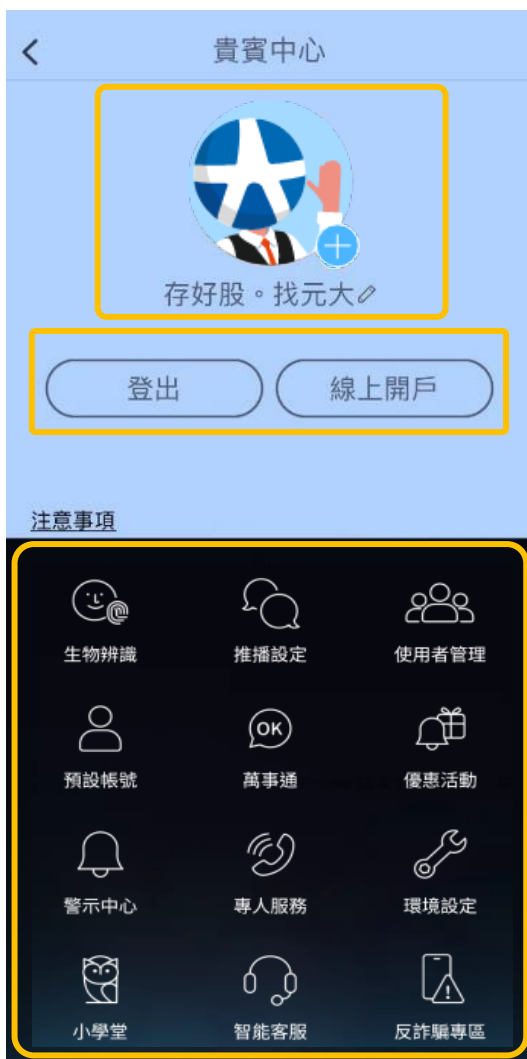 貴賓中心
存好股。找元大
登出 線上開戶
注意事項
生物辨識 推播設定 使用者管理
預設帳號 OK 萬事通 優惠活動
警示中心 專人服務 環境設定
小學堂 智能客服 反詐騙專區